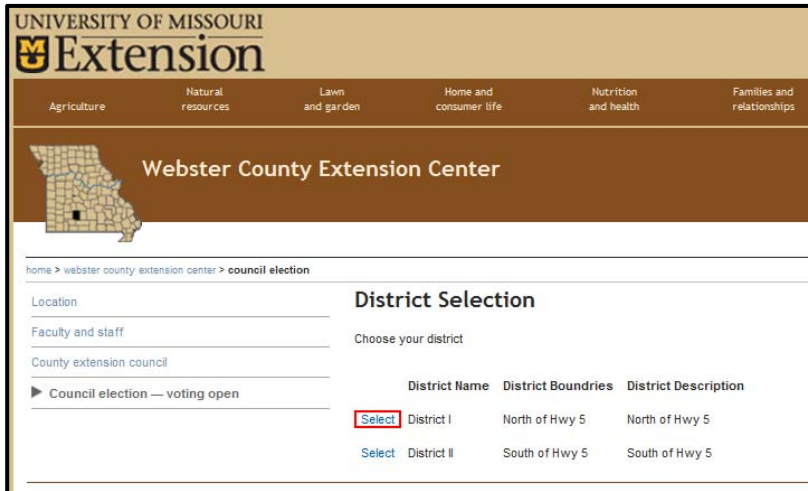 UNIVERSITY OF MISSOURI
Extension
Agriculture
Natural resources
Lawn and garden
Home and consumer life
Nutrition and health
Families and relationships
Webster County Extension Center
home > webster county extension center > council election
Location
Faculty and staff
County extension council
Council election — voting open
District Selection
Choose your district
District Name District Boundries District Description
Select District I North of Hwy 5 North of Hwy 5
Select District II South of Hwy 5 South of Hwy 5